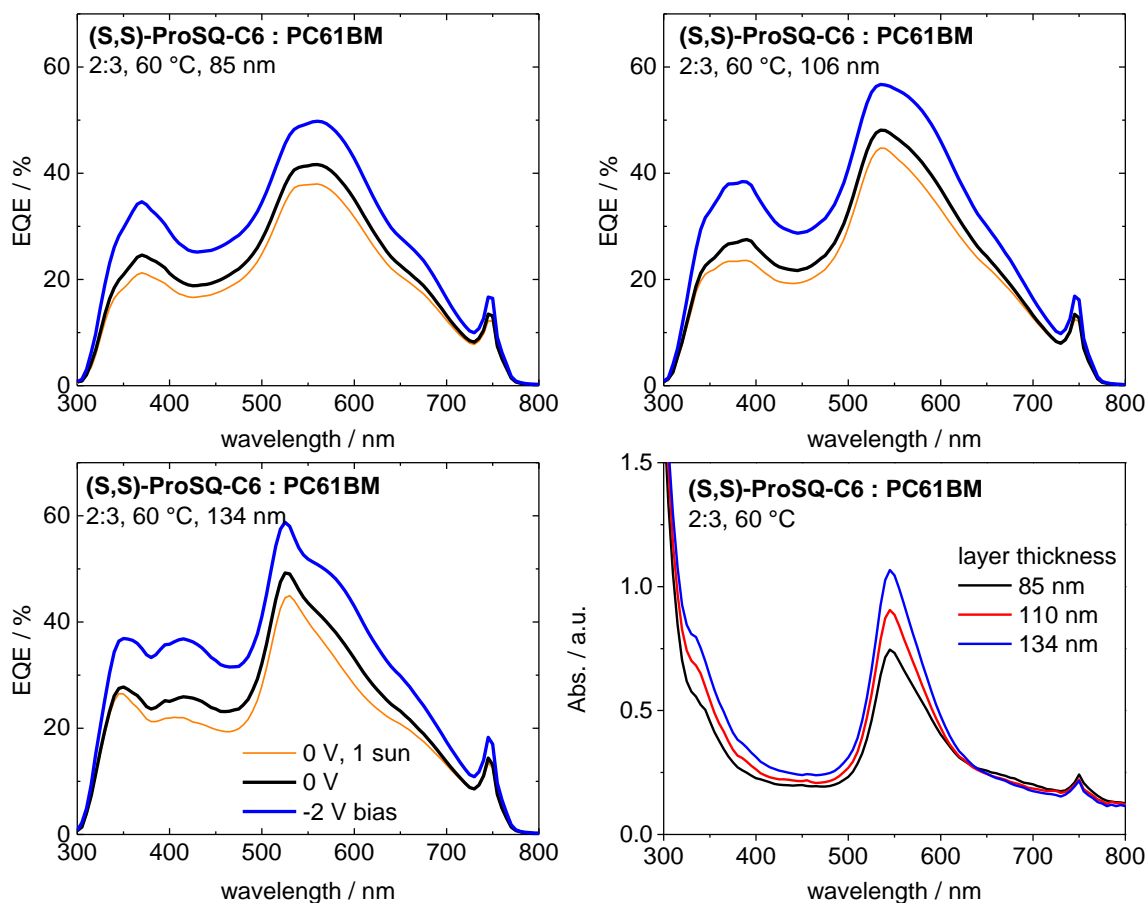 (S,S)-ProSQ-C6 : PC61BM
2:3, 60 °C, 85 nm
60
40
20
0
EQE / %
300 400 500 600 700 800
wavelength / nm
(S,S)-ProSQ-C6 : PC61BM
2:3, 60 °C, 106 nm
60
40
20
0
EQE / %
300 400 500 600 700 800
wavelength / nm
(S,S)-ProSQ-C6 : PC61BM
2:3, 60 °C, 134 nm
60
40
20
0
EQE / %
0 V, 1 sun
0 V
-2 V bias
300 400 500 600 700 800
wavelength / nm
(S,S)-ProSQ-C6 : PC61BM
2:3, 60 °C
layer thickness
85 nm
110 nm
134 nm
1.5
1.0
0.5
0.0
Abs. / a.u.
300 400 500 600 700 800
wavelength / nm